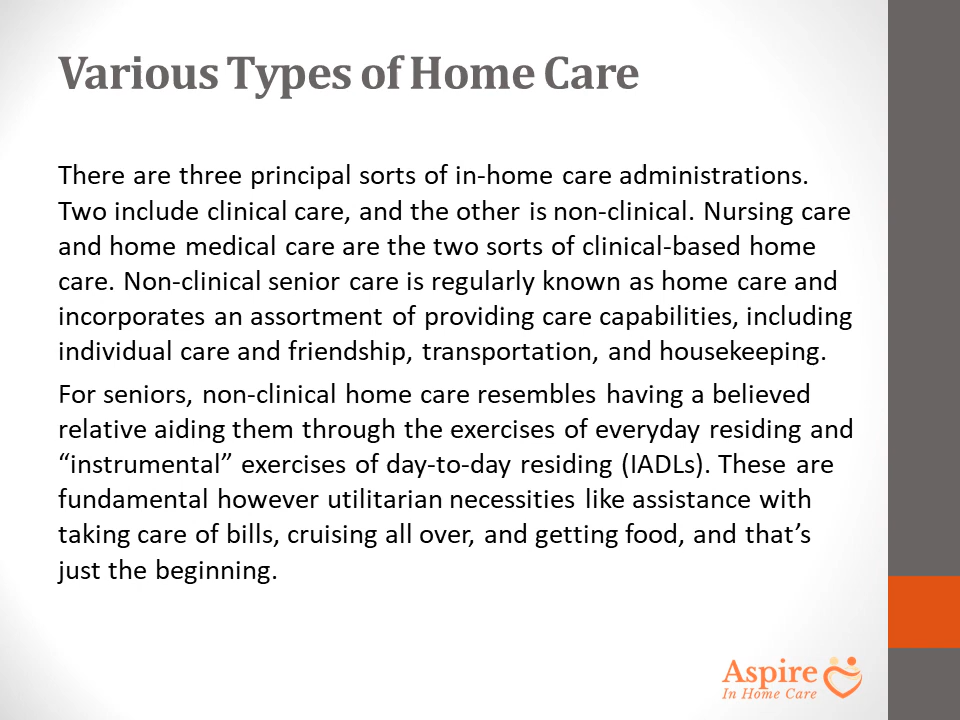 Various Types of Home Care
There are three principal sorts of in-home care administrations.
Two include clinical care, and the other is non-clinical. Nursing care
and home medical care are the two sorts of clinical-based home
care. Non-clinical senior care is regularly known as home care and
incorporates an assortment of providing care capabilities, including
individual care and friendship, transportation, and housekeeping.
For seniors, non-clinical home care resembles having a believed
relative aiding them through the exercises of everyday residing and
“instrumental” exercises of day-to-day residing (IADLs). These are
fundamental however utilitarian necessities like assistance with
taking care of bills, cruising all over, and getting food, and that’s
just the beginning.
Aspire
In Home Care